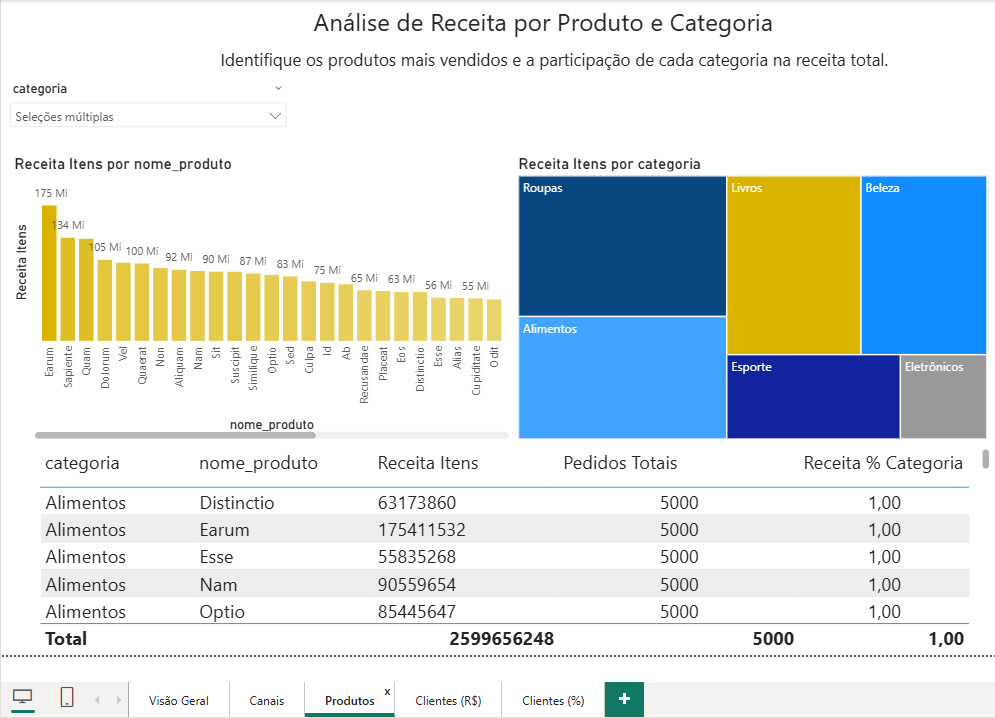 Análise de Receita por Produto e Categoria
Identifique os produtos mais vendidos e a participação de cada categoria na receita total.
categoria
Seleções múltiplas
Receita Itens por nome_produto
175 Mi
134 Mi
105 Mi
100 Mi
92 Mi
90 Mi
87 Mi
83 Mi
75 Mi
65 Mi
63 Mi
56 Mi
55 Mi
Receita Itens
Earum
Sapiente
Quam
Dolorum
Vel
Quaerat
Non
Aliquam
Nam
Sit
Suscipit
Similique
Optio
Sed
Culpa
Id
Ab
Recusandae
Placeat
Eos
Distinctio
Esse
Alias
Cupiditate
Odit
nome_produto
Receita Itens por categoria
Roupas
Livros
Beleza
Alimentos
Esporte
Eletrônicos
categoria nome_produto Receita Itens Pedidos Totais Receita % Categoria
Alimentos Distinctio 63173860 5000 1,00
Alimentos Earum 175411532 5000 1,00
Alimentos Esse 55835268 5000 1,00
Alimentos Nam 90559654 5000 1,00
Alimentos Optio 85445647 5000 1,00
Total 2599656248 5000 1,00
Visão Geral Canais Produtos x Clientes (R$) Clientes (%) +